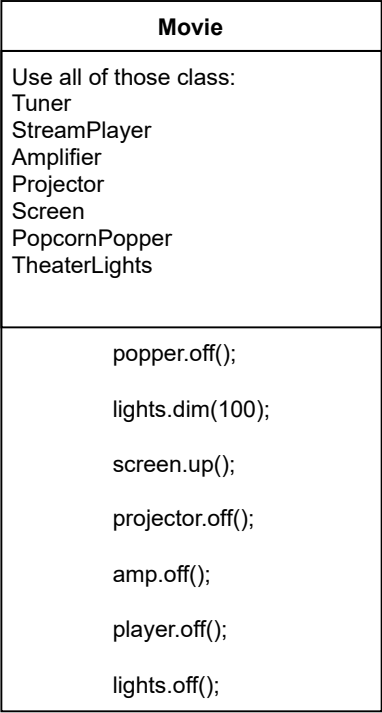 Movie
Use all of those class:
Tuner
StreamPlayer
Amplifier
Projector
Screen
PopcornPopper
TheaterLights
popper.off();
lights.dim(100);
screen.up();
projector.off();
amp.off();
player.off();
lights.off();